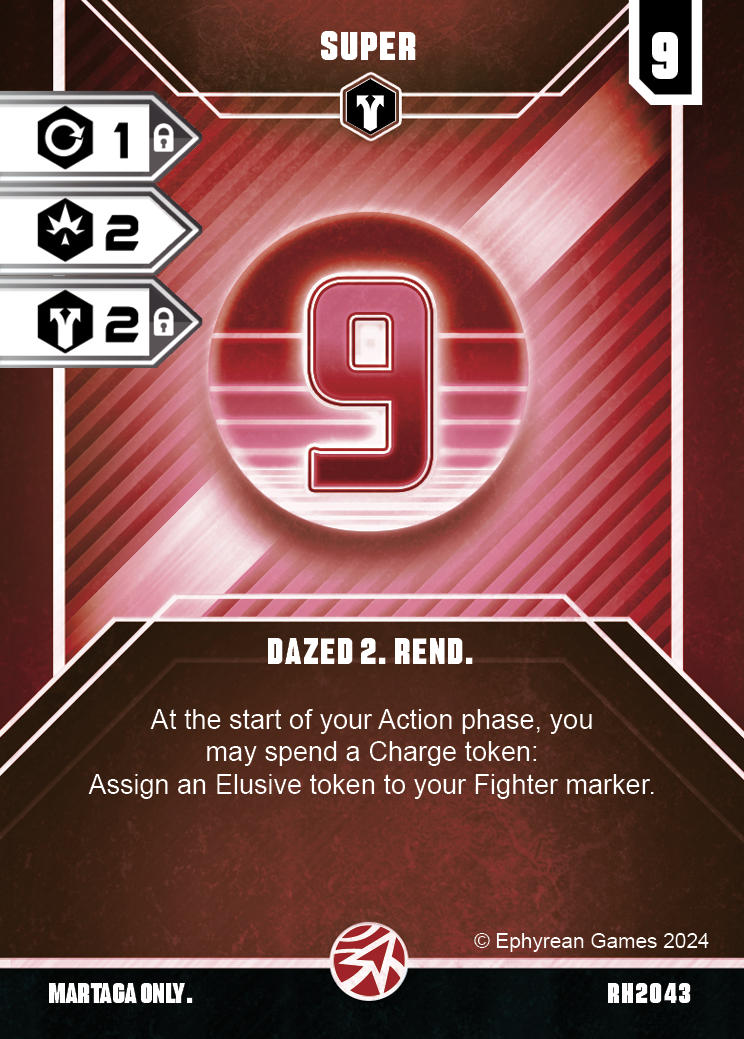 SUPER
9
1
2
2
9
DAZED 2. REND.
At the start of your Action phase, you
may spend a Charge token:
Assign an Elusive token to your Fighter marker.
© Ephyrean Games 2024
MARTAGA ONLY.
RH2043